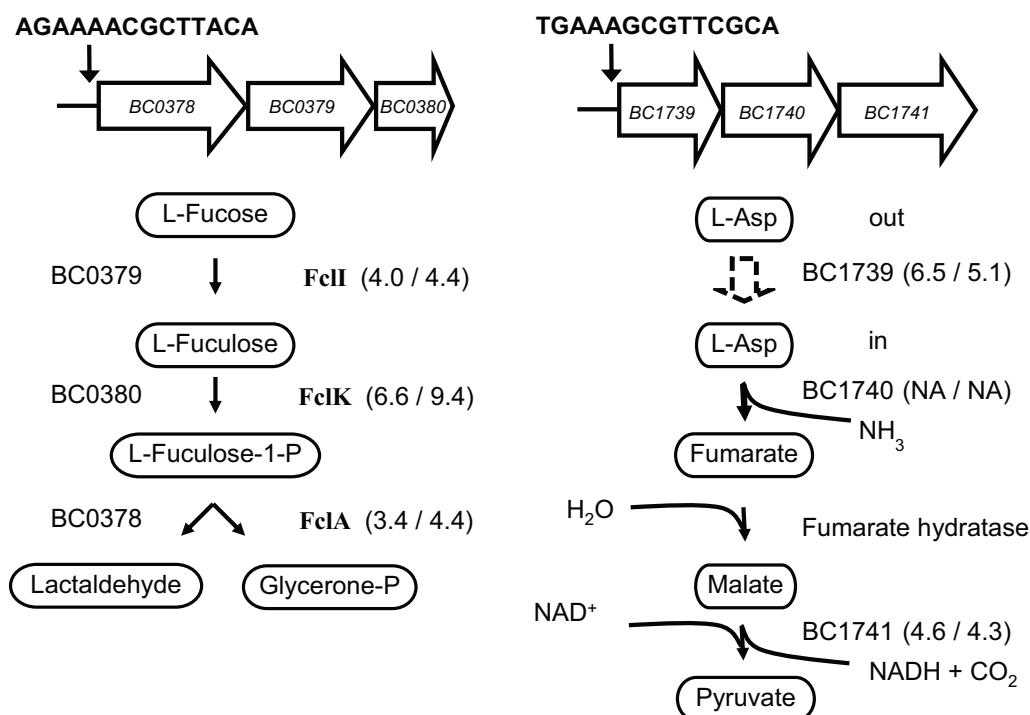 AGAAAACGCTTACA
BC0378 BC0379 BC0380
L-Fucose
BC0379 FclI (4.0 / 4.4)
L-Fuculose
BC0380 FclK (6.6 / 9.4)
L-Fuculose-1-P
BC0378 FclA (3.4 / 4.4)
Lactaldehyde Glycerone-P
TGAAAGCGTTCGCA
BC1739 BC1740 BC1741
L-Asp out
BC1739 (6.5 / 5.1)
L-Asp in
BC1740 (NA / NA)
NH₃
Fumarate
H₂O
Fumarate hydratase
Malate
NAD⁺
BC1741 (4.6 / 4.3)
NADH + CO₂
Pyruvate